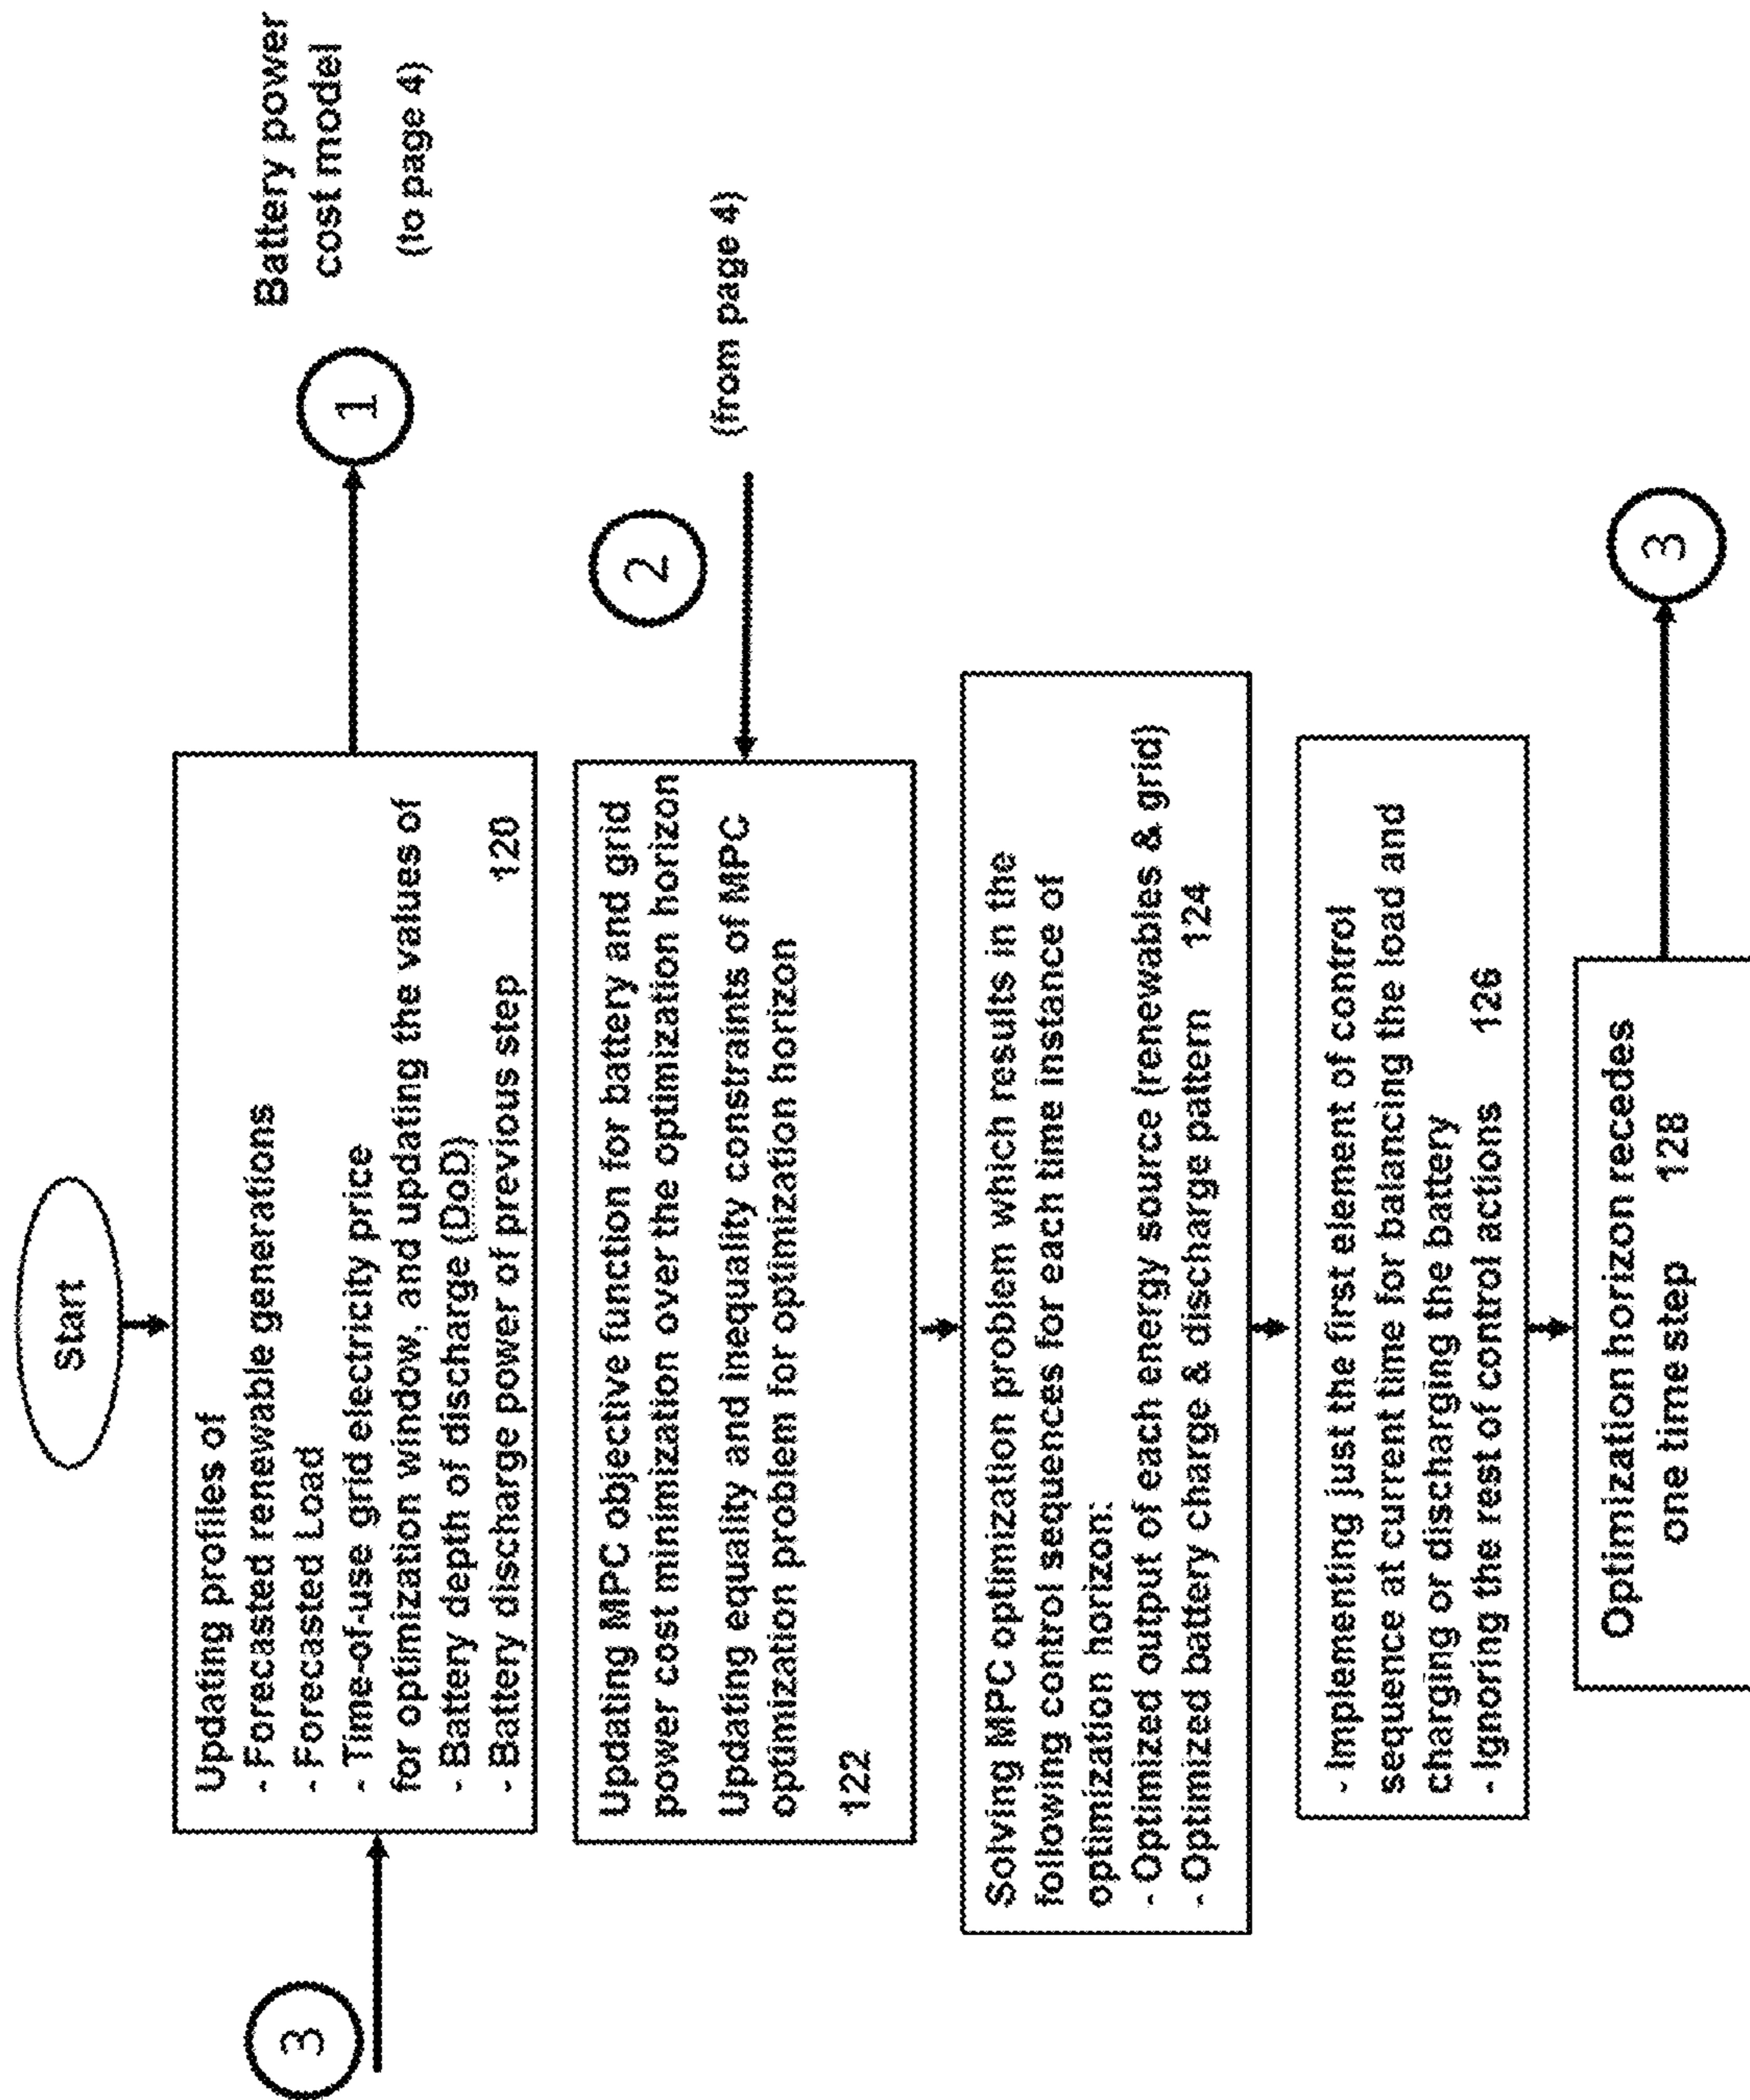 Start
3
Updating profiles of
- Forecasted renewable generations
- Forecasted Load
- Time-of-use grid electricity price
for optimization window, and updating the values of
- Battery depth of discharge (DoD)
- Battery discharge power of previous step 120
1
Battery power
cost model
(to page 4)
Updating MPC objective function for battery and grid
power cost minimization over the optimization horizon
Updating equality and inequality constraints of MPC
optimization problem for optimization horizon
122
2
(from page 4)
Solving MPC optimization problem which results in the
following control sequences for each time instance of
optimization horizon:
- Optimized output of each energy source (renewables & grid)
- Optimized battery charge & discharge pattern 124
- Implementing just the first element of control
sequence at current time for balancing the load and
charging or discharging the battery
- Ignoring the rest of control actions 126
Optimization horizon recedes
one time step 128
3